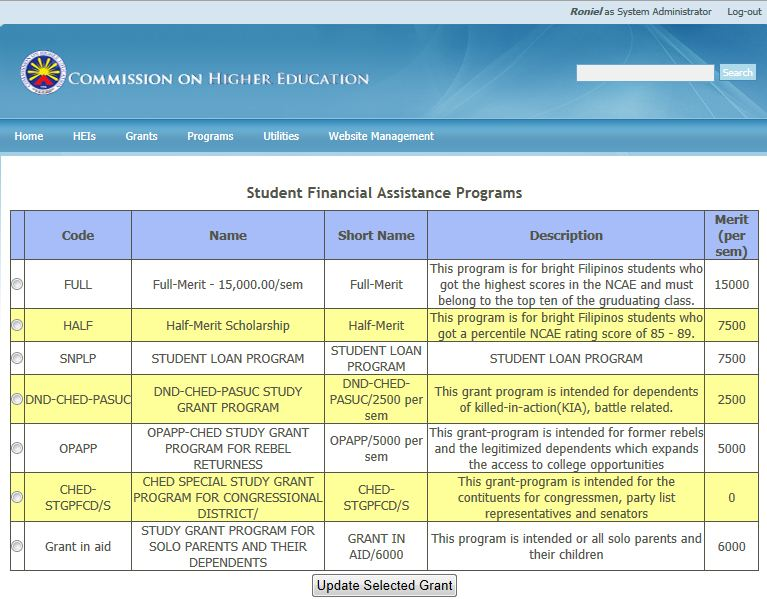 Roniel as System Administrator Log-out
COMMISSION ON HIGHER EDUCATION
Search
Home HEIs Grants Programs Utilities Website Management
Student Financial Assistance Programs
Code Name Short Name Description Merit (per sem)
FULL Full-Merit - 15,000.00/sem Full-Merit This program is for bright Filipinos students who got the highest scores in the NCAE and must belong to the top ten of the gruduating class. 15000
HALF Half-Merit Scholarship Half-Merit This program is for bright Filipinos students who got a percentile NCAE rating score of 85 - 89. 7500
SNPLP STUDENT LOAN PROGRAM STUDENT LOAN PROGRAM STUDENT LOAN PROGRAM 7500
DND-CHED-PASUC DND-CHED-PASUC STUDY GRANT PROGRAM DND-CHED-PASUC/2500 per sem This grant program is intended for dependents of killed-in-action(KIA), battle related. 2500
OPAPP OPAPP-CHED STUDY GRANT PROGRAM FOR REBEL RETURNESS OPAPP/5000 per sem This grant-program is intended for former rebels and the legitimized dependents which expands the access to college opportunities 5000
CHED-STGPFCD/S CHED SPECIAL STUDY GRANT PROGRAM FOR CONGRESSIONAL DISTRICT/ CHED-STGPFCD/S This grant-program is intended for the contituents for congressmen, party list representatives and senators 0
Grant in aid STUDY GRANT PROGRAM FOR SOLO PARENTS AND THEIR DEPENDENTS GRANT IN AID/6000 This program is intended or all solo parents and their children 6000
Update Selected Grant